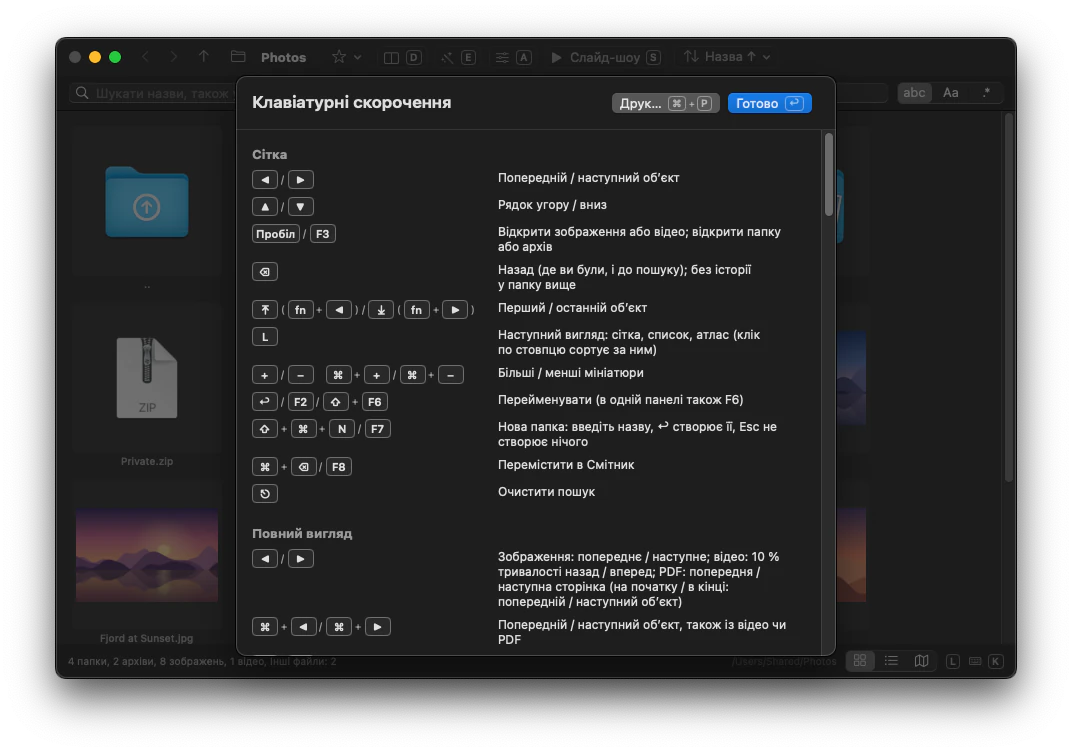 Photos D E A Слайд-шоу S Назва
Шукати назви, також abc Aa .*
Клавіатурні скорочення Друк... ⌘ + P Готово ↩
Сітка
◀ / ▶ Попередній / наступний об’єкт
▲ / ▼ Рядок угору / вниз
Пробіл / F3 Відкрити зображення або відео; відкрити папку
або архів
⌫ Назад (де ви були, і до пошуку); без історії
у папку вище
⤒ ( fn + ◀ ) / ⤓ ( fn + ▶ ) Перший / останній об’єкт
L Наступний вигляд: сітка, список, атлас (клік
по стовпцю сортує за ним)
+ / − ⌘ + + / ⌘ + − Більші / менші мініатюри
↩ / F2 / ⇧ + F6 Перейменувати (в одній панелі також F6)
⇧ + ⌘ + N / F7 Нова папка: введіть назву, ↩ створює її, Esc не
створює нічого
⌘ + ⌫ / F8 Перемістити в Смітник
⎋ Очистити пошук
Повний вигляд
◀ / ▶ Зображення: попереднє / наступне; відео: 10 %
тривалості назад / вперед; PDF: попередня /
наступна сторінка (на початку / в кінці:
попередній / наступний об’єкт)
⌘ + ◀ / ⌘ + ▶ Попередній / наступний об’єкт, також із відео чи
PDF
..
ZIP
Private.zip
Fjord at Sunset.jpg
4 папки, 2 архіви, 8 зображень, 1 відео, Інші файли: 2 /Users/Shared/Photos L K